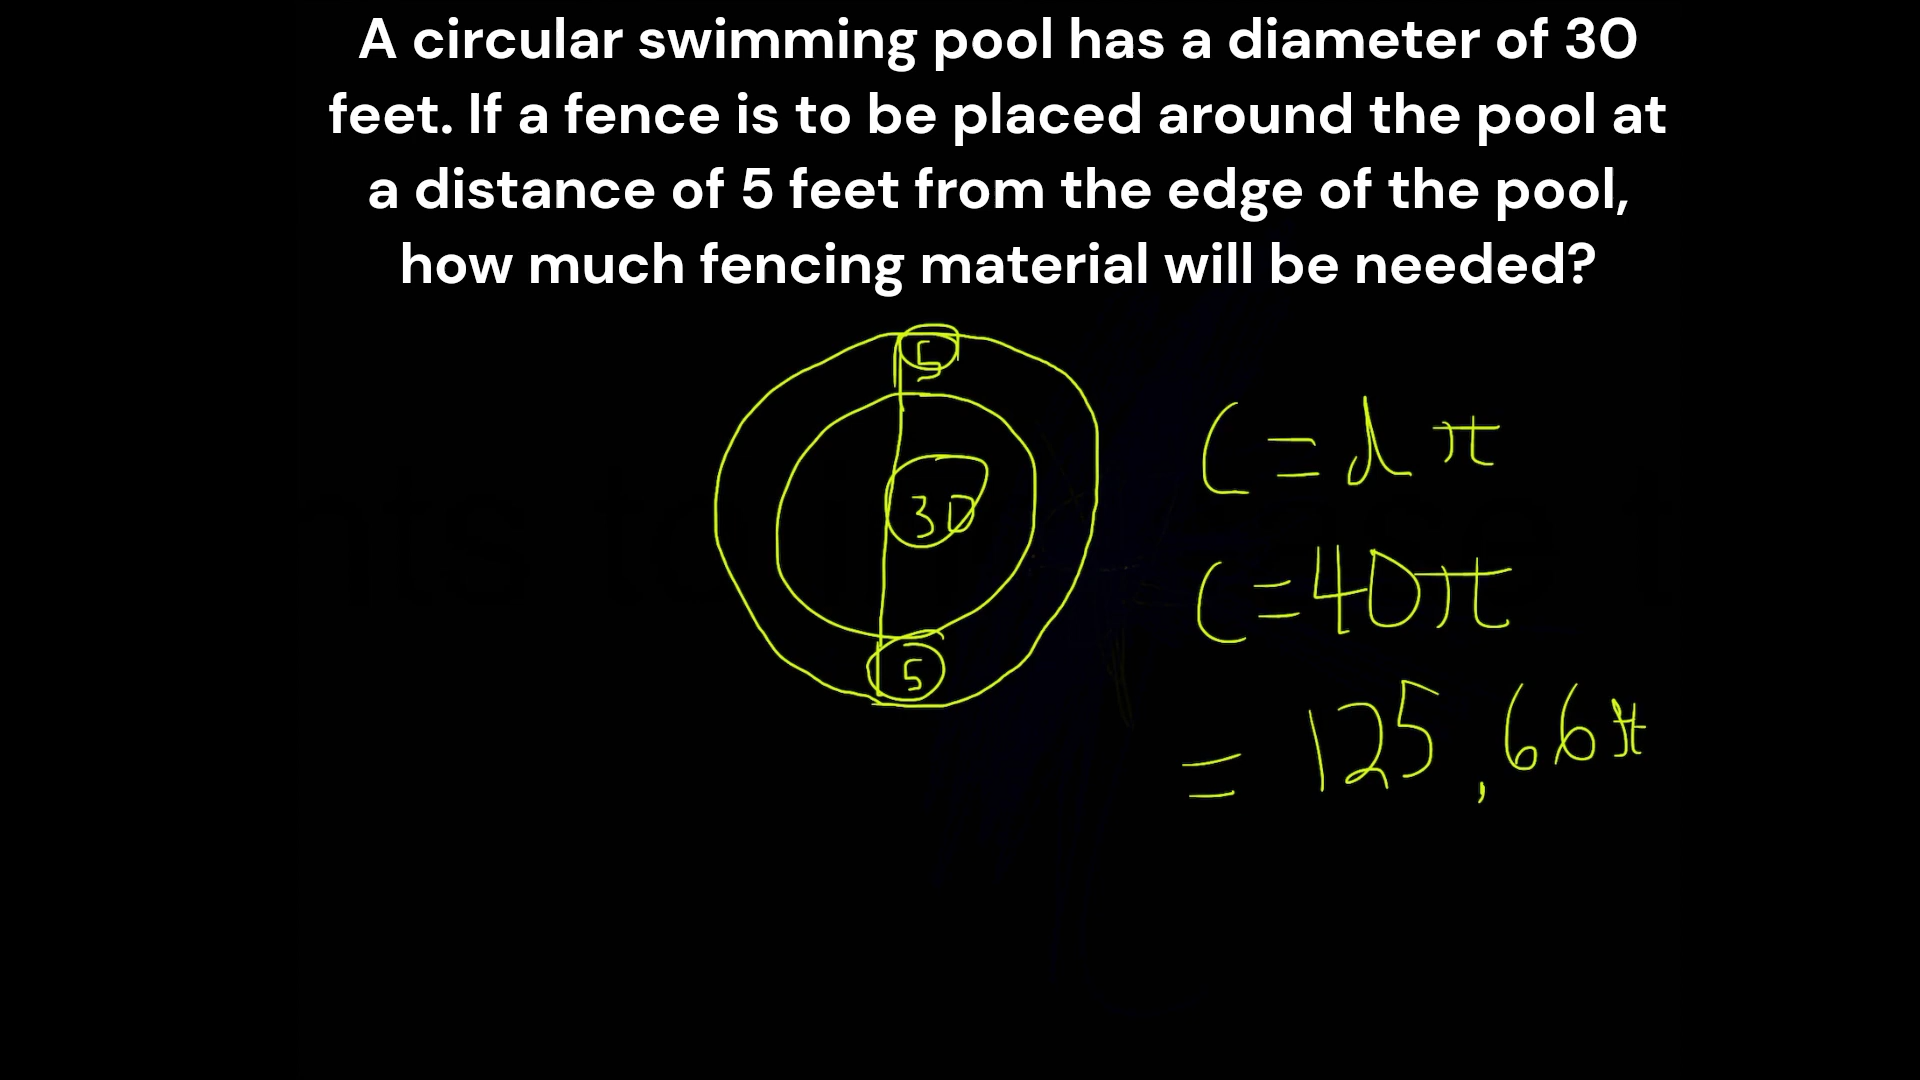 A circular swimming pool has a diameter of 30
feet. If a fence is to be placed around the pool at
a distance of 5 feet from the edge of the pool,
how much fencing material will be needed?
5
30
5
C = d π
C = 40π
= 125,66 ft